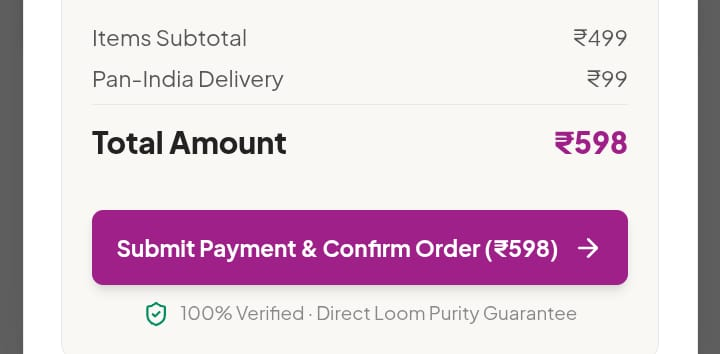 Items Subtotal ₹499
Pan-India Delivery ₹99
Total Amount ₹598
Submit Payment & Confirm Order (₹598) →
100% Verified · Direct Loom Purity Guarantee